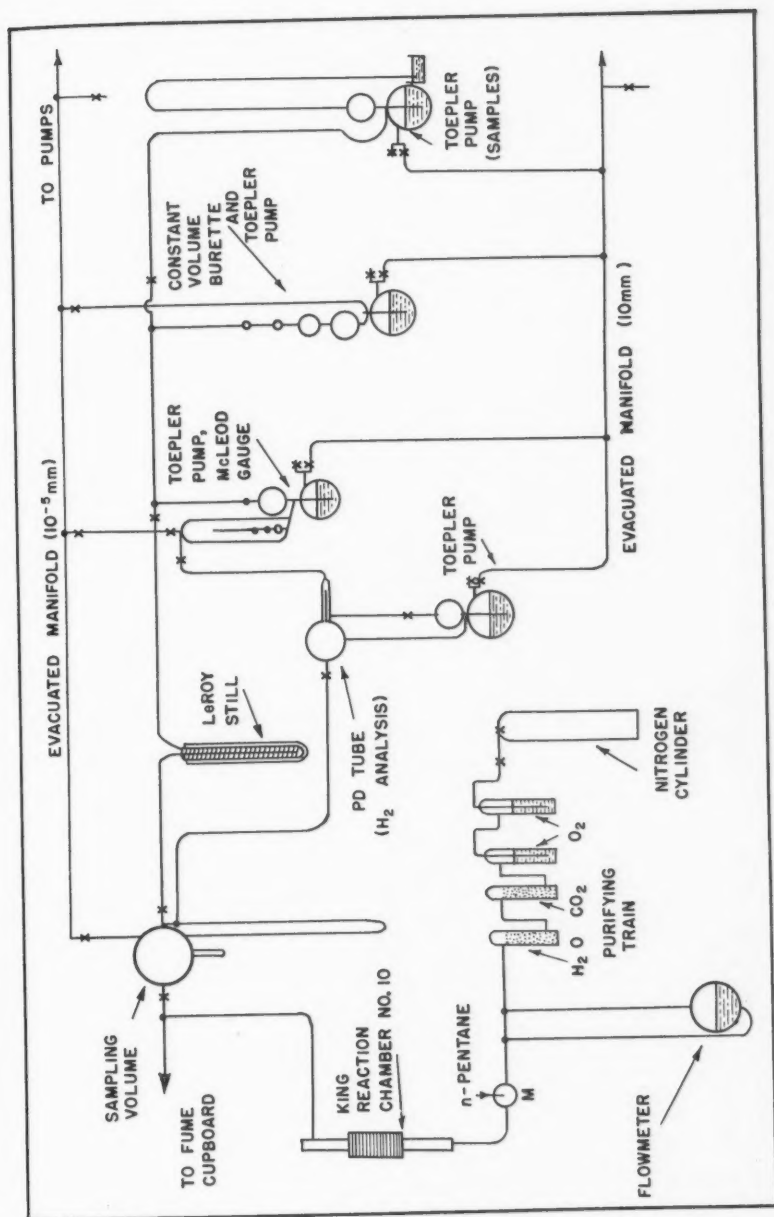 EVACUATED MANIFOLD (10⁻⁵mm)
TO PUMPS
SAMPLING
VOLUME
TO FUME
CUPBOARD
LeROY
STILL
TOEPLER
PUMP,
McLEOD
GAUGE
CONSTANT
VOLUME
BURETTE
AND
TOEPLER
PUMP
TOEPLER
PUMP
(SAMPLES)
KING
REACTION
CHAMBER NO. 10
PD TUBE
(H₂ ANALYSIS)
TOEPLER
PUMP
EVACUATED MANIFOLD (10mm)
n-PENTANE
M
H₂O
CO₂
O₂
PURIFYING
TRAIN
NITROGEN
CYLINDER
FLOWMETER